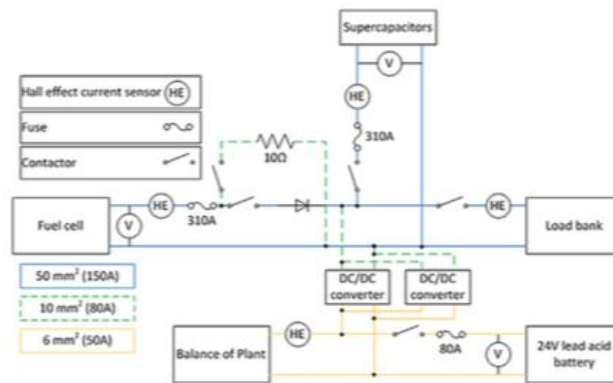 Supercapacitors
V
Hall effect current sensor HE
HE
Fuse
310A
Contactor
10Ω
Fuel cell
V
HE
310A
HE
Load bank
50 mm² (150A)
10 mm² (80A)
6 mm² (50A)
DC/DC
converter
DC/DC
converter
Balance of Plant
HE
80A
V
24V lead acid
battery